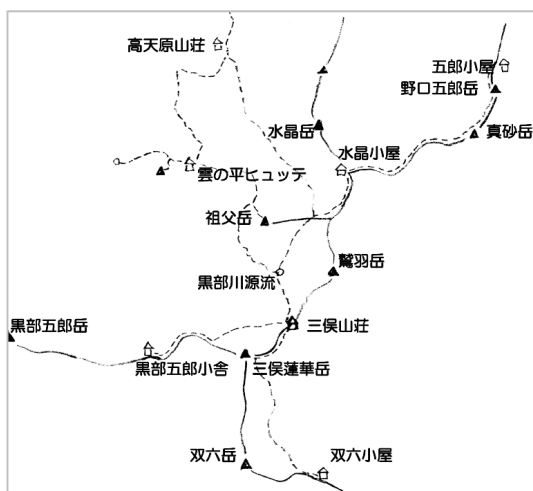 高天原山荘
五郎小屋
野口五郎岳
水晶岳
真砂岳
水晶小屋
雲の平ヒュッテ
祖父岳
鷲羽岳
黒部川源流
黒部五郎岳
三俣山荘
黒部五郎小舎
三俣蓮華岳
双六岳
双六小屋